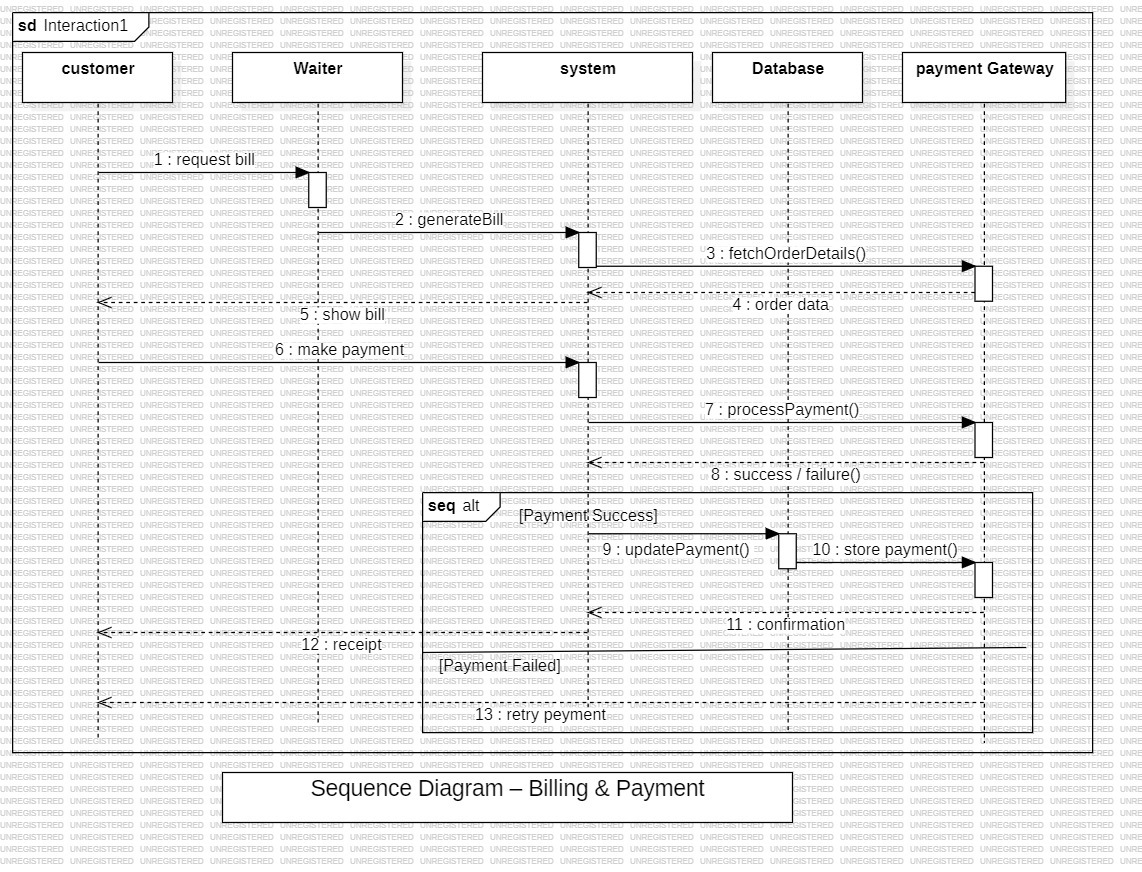 sd Interaction1
customer
Waiter
system
Database
payment Gateway
1 : request bill
2 : generateBill
3 : fetchOrderDetails()
4 : order data
5 : show bill
6 : make payment
7 : processPayment()
8 : success / failure()
seq alt
[Payment Success]
9 : updatePayment()
10 : store payment()
11 : confirmation
12 : receipt
[Payment Failed]
13 : retry peyment
Sequence Diagram – Billing & Payment
UNREGISTERED